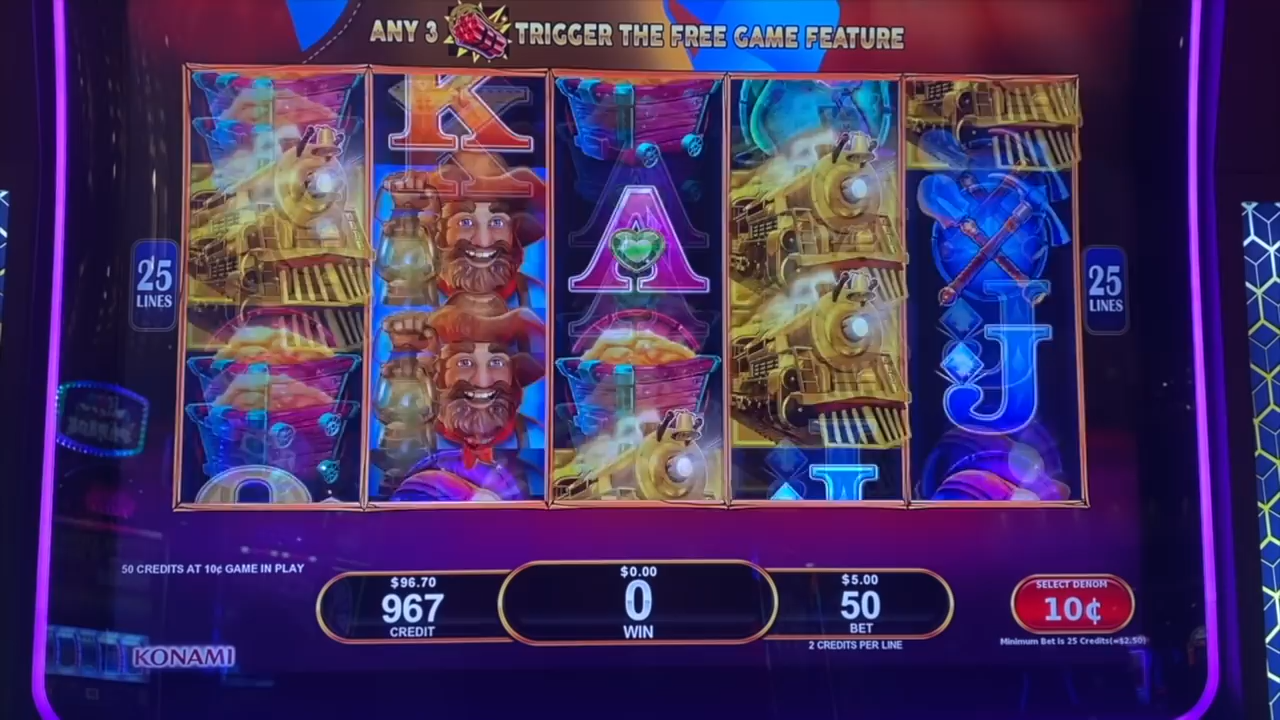 ANY 3 TRIGGER THE FREE GAME FEATURE
K
A
J
25
LINES
25
LINES
50 CREDITS AT 10¢ GAME IN PLAY
$96.70
967
CREDIT
$0.00
0
WIN
$5.00
50
BET
2 CREDITS PER LINE
SELECT DENOM
10¢
Minimum Bet is 25 Credits(=$2.50)
KONAMI